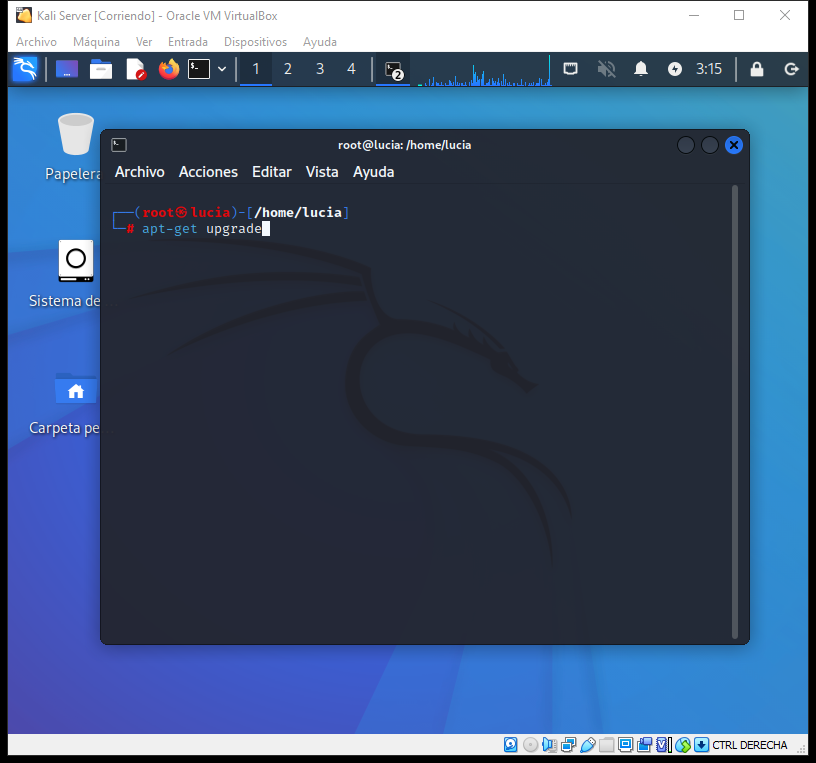 Kali Server [Corriendo] - Oracle VM VirtualBox
Archivo Máquina Ver Entrada Dispositivos Ayuda
1 2 3 4 2 3:15
Papelera
root@lucia: /home/lucia
Archivo Acciones Editar Vista Ayuda
┌──(root㉿lucia)-[/home/lucia]
└─# apt-get upgrade
Sistema de
Carpeta pe
CTRL DERECHA